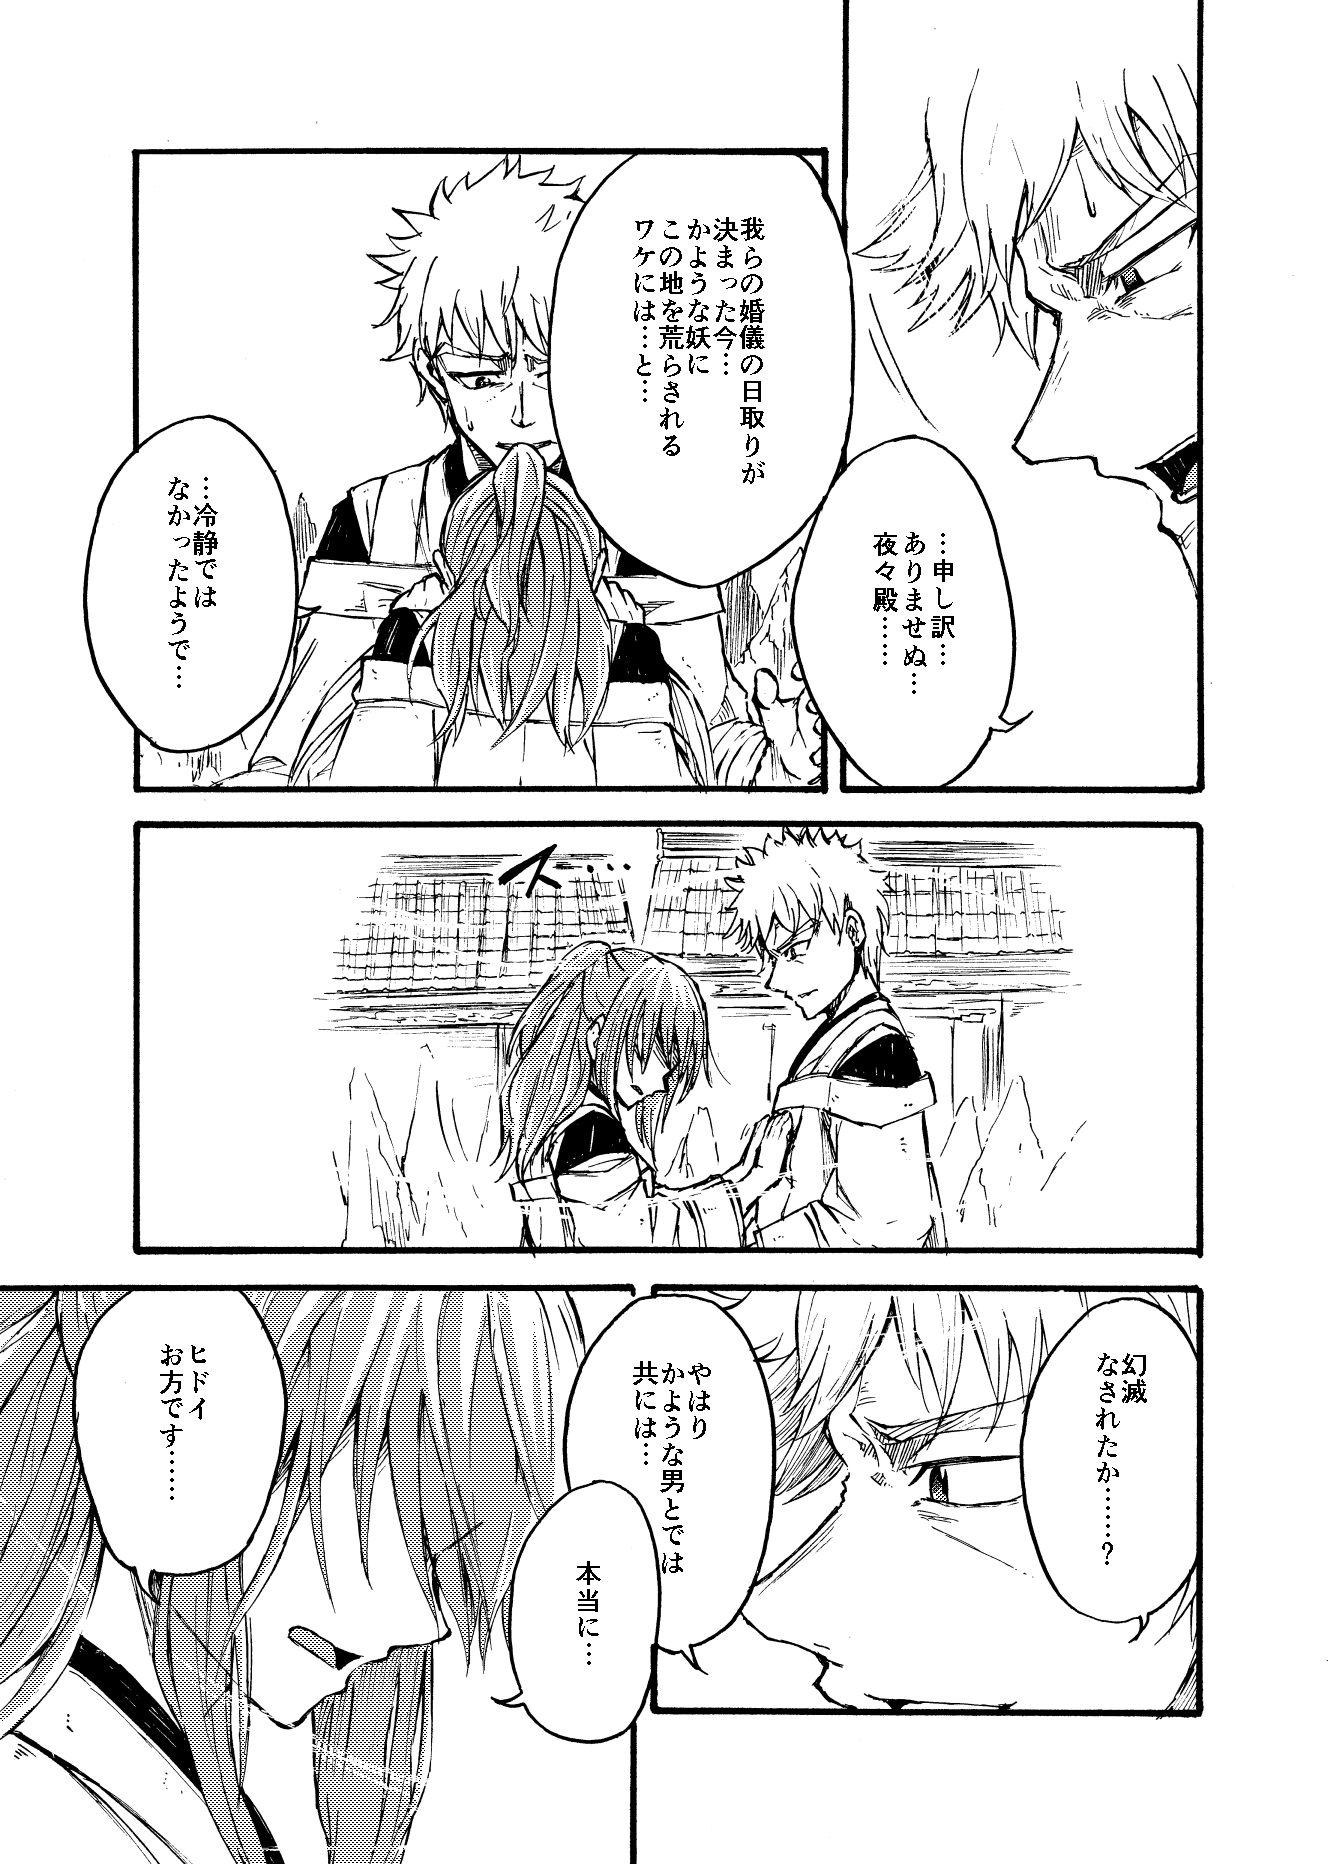 …申し訳…
ありませぬ…
夜々殿……
我らの婚儀の日取りが
決まった今…
かような妖に
この地を荒らされる
ワケには…と…
…冷静では
なかったようで…
ス…
幻滅
なされたか……?
やはり
かような男とでは
共には…
本当に…
ヒドイ
お方です……